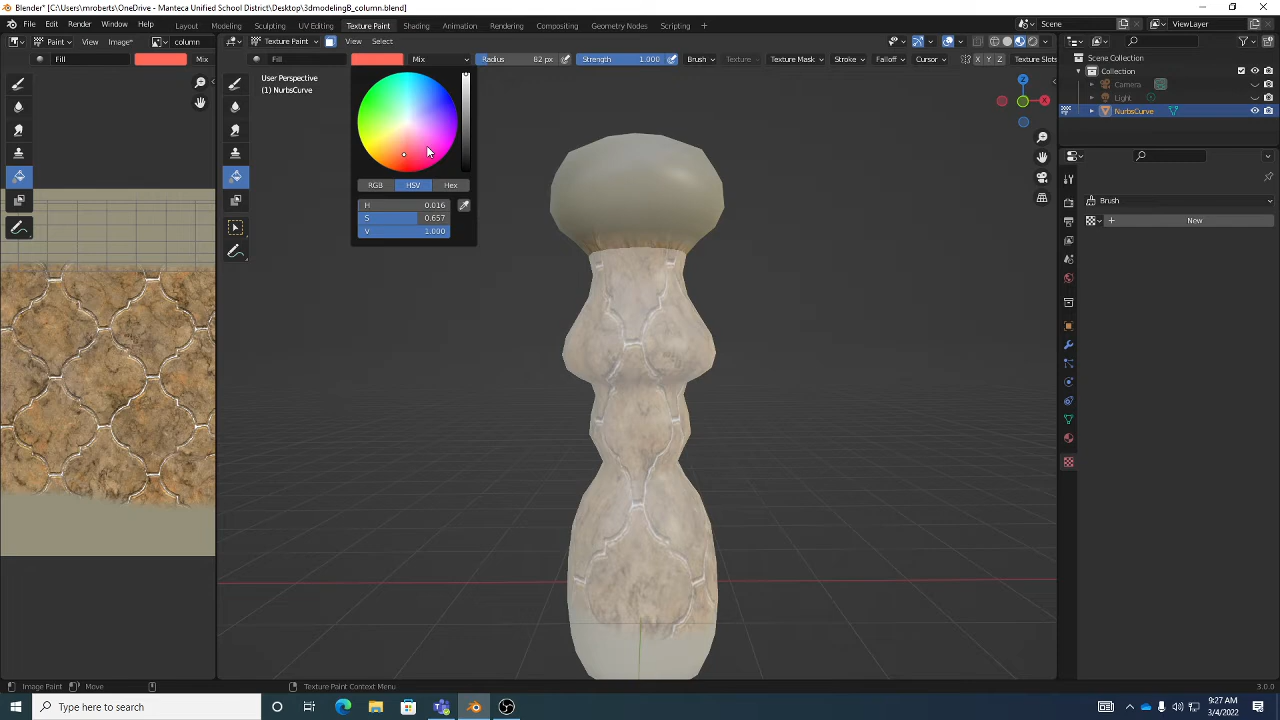 Blender* [C:\Users\mroberts\OneDrive - Manteca Unified School District\Desktop\3dmodeling8_column.blend]
File Edit Render Window Help Layout Modeling Sculpting UV Editing Texture Paint Shading Animation Rendering Compositing Geometry Nodes Scripting + Scene ViewLayer
Paint View Image* column Texture Paint View Select
Fill Mix Fill Mix Radius 82 px Strength 1.000 Brush Texture Texture Mask Stroke Falloff Cursor X Y Z Texture Slots
Scene Collection
Collection
Camera
Light
NurbsCurve
User Perspective
(1) NurbsCurve
Z
X
RGB HSV Hex
H 0.016
S 0.657
V 1.000
Brush
+ New
Image Paint Move Texture Paint Context Menu 3.0.0
Type here to search
9:27 AM
3/4/2022